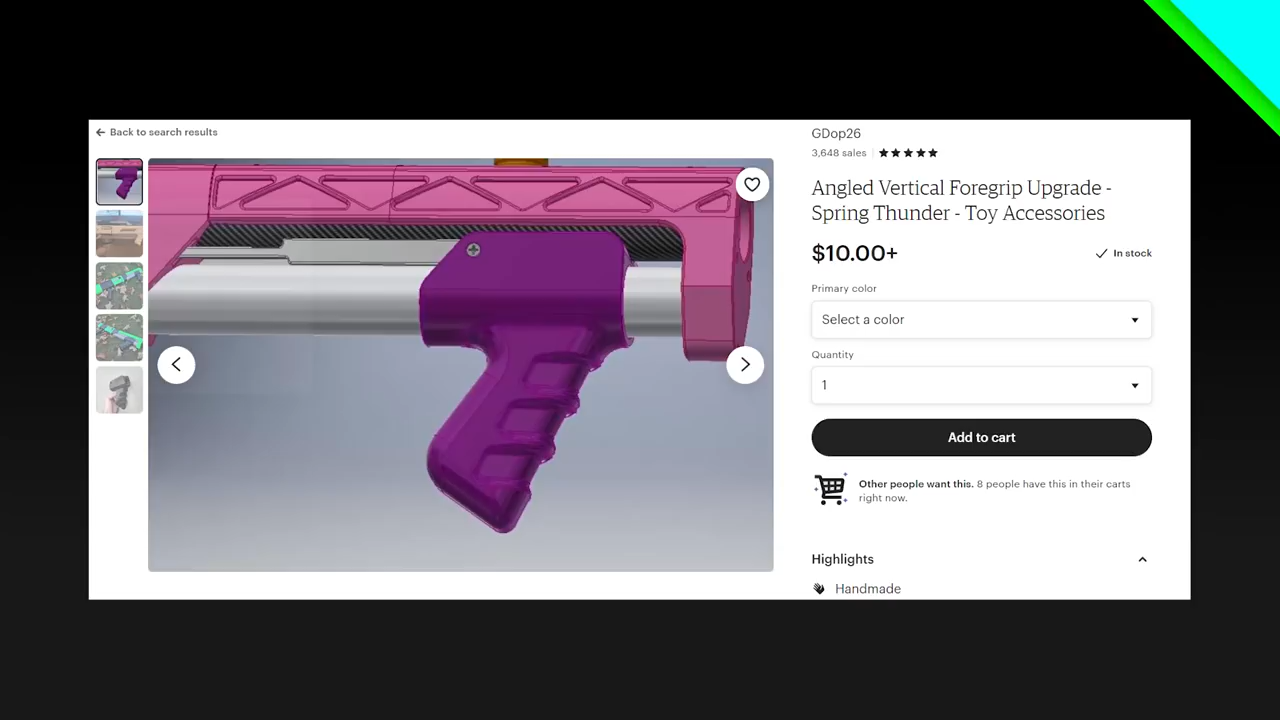 Back to search results
GDop26
3,648 sales
Angled Vertical Foregrip Upgrade -
Spring Thunder - Toy Accessories
$10.00+
In stock
Primary color
Select a color
Quantity
1
Add to cart
Other people want this. 8 people have this in their carts
right now.
Highlights
Handmade